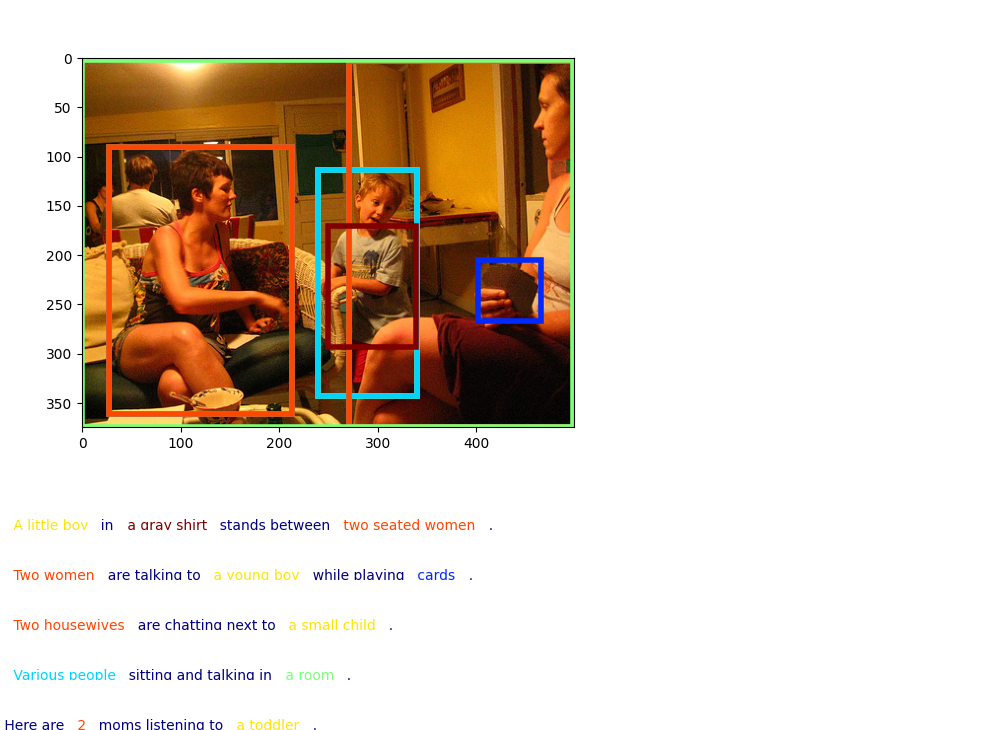 0
50
100
150
200
250
300
350
0 100 200 300 400
A little boy in a gray shirt stands between two seated women .
Two women are talking to a young boy while playing cards .
Two housewives are chatting next to a small child .
Various people sitting and talking in a room .
Here are 2 moms listening to a toddler .